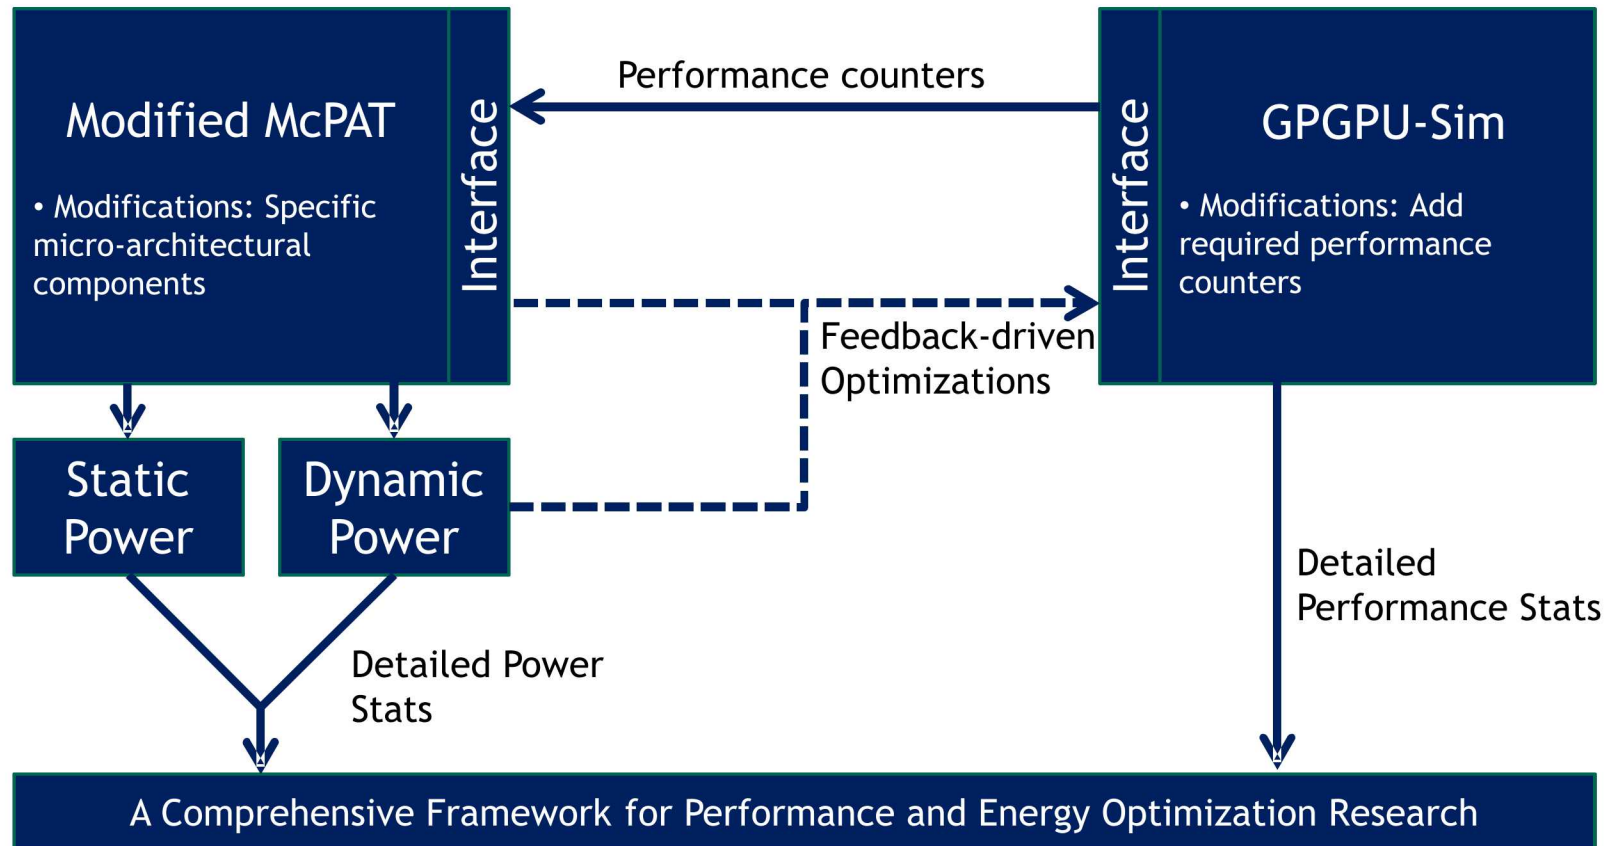 Modified McPAT
• Modifications: Specific
micro-architectural
components
Interface
Performance counters
Interface
GPGPU-Sim
• Modifications: Add
required performance
counters
Feedback-driven
Optimizations
Static
Power
Dynamic
Power
Detailed Power
Stats
Detailed
Performance Stats
A Comprehensive Framework for Performance and Energy Optimization Research